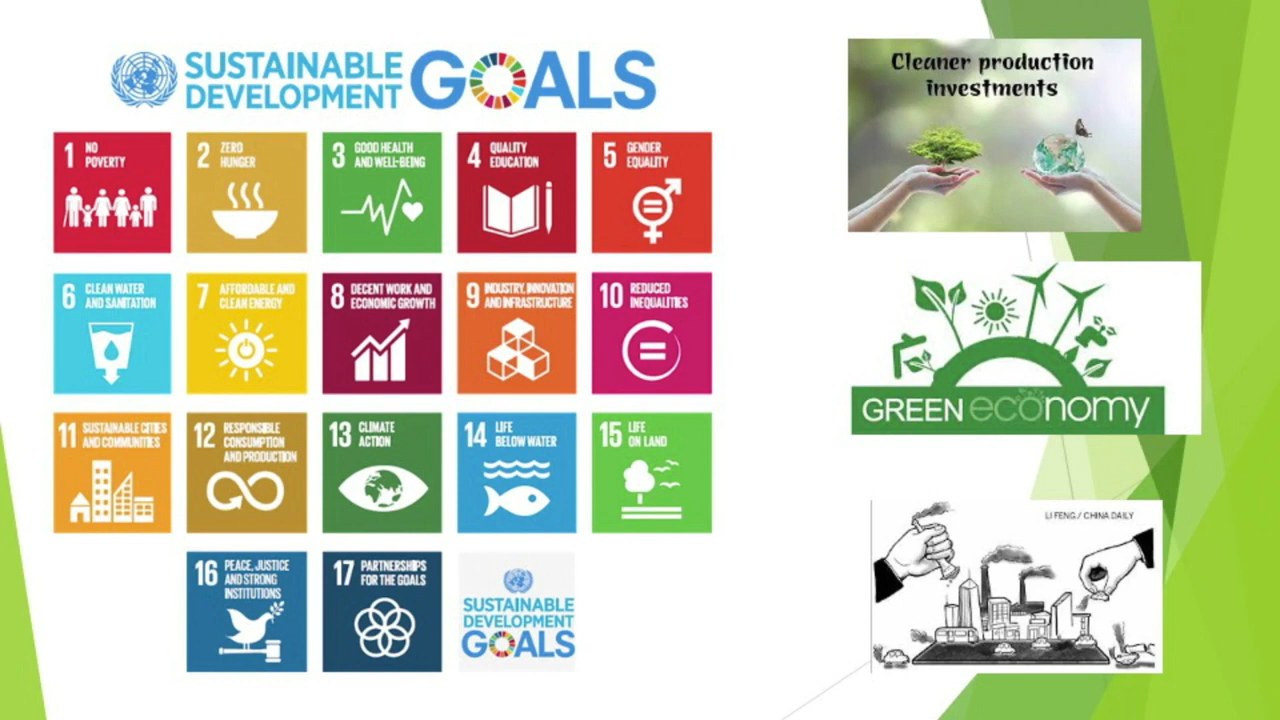 SUSTAINABLE
DEVELOPMENT
GOALS
1 NO
POVERTY
2 ZERO
HUNGER
3 GOOD HEALTH
AND WELL-BEING
4 QUALITY
EDUCATION
5 GENDER
EQUALITY
6 CLEAN WATER
AND SANITATION
7 AFFORDABLE AND
CLEAN ENERGY
8 DECENT WORK AND
ECONOMIC GROWTH
9 INDUSTRY, INNOVATION
AND INFRASTRUCTURE
10 REDUCED
INEQUALITIES
11 SUSTAINABLE CITIES
AND COMMUNITIES
12 RESPONSIBLE
CONSUMPTION
AND PRODUCTION
13 CLIMATE
ACTION
14 LIFE
BELOW WATER
15 LIFE
ON LAND
16 PEACE, JUSTICE
AND STRONG
INSTITUTIONS
17 PARTNERSHIPS
FOR THE GOALS
SUSTAINABLE
DEVELOPMENT
GOALS
Cleaner production
investments
GREEN economy
LI FENG / CHINA DAILY